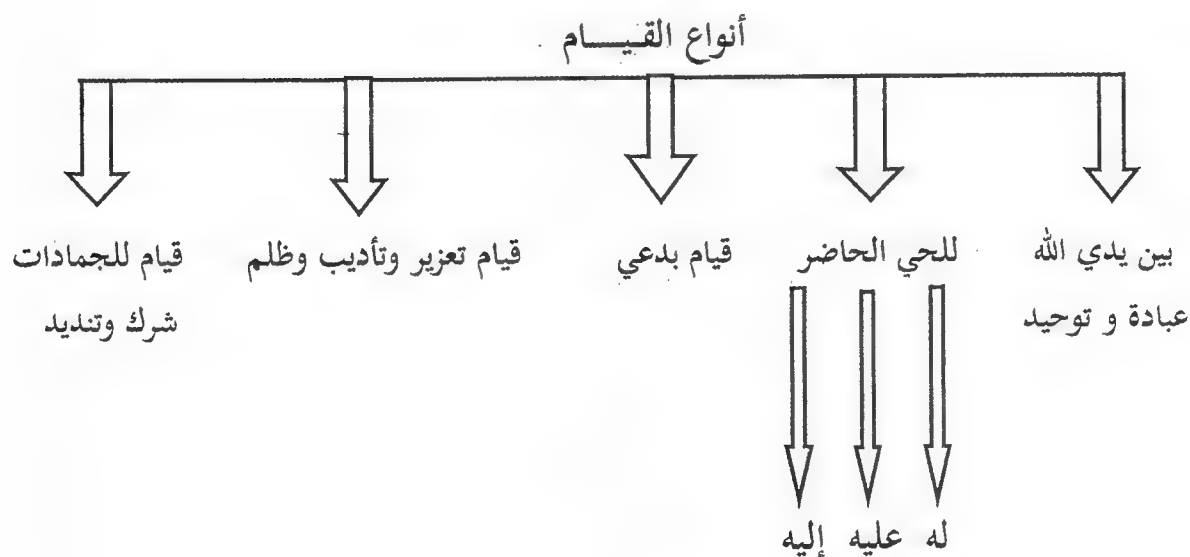 أنواع القيـــام
بين يدي الله
عبادة و توحيد
للحي الحاضر
قيام بدعي
قيام تعزير وتأديب وظلم
قيام للجمادات
شرك وتنديد
له
عليه
إليه